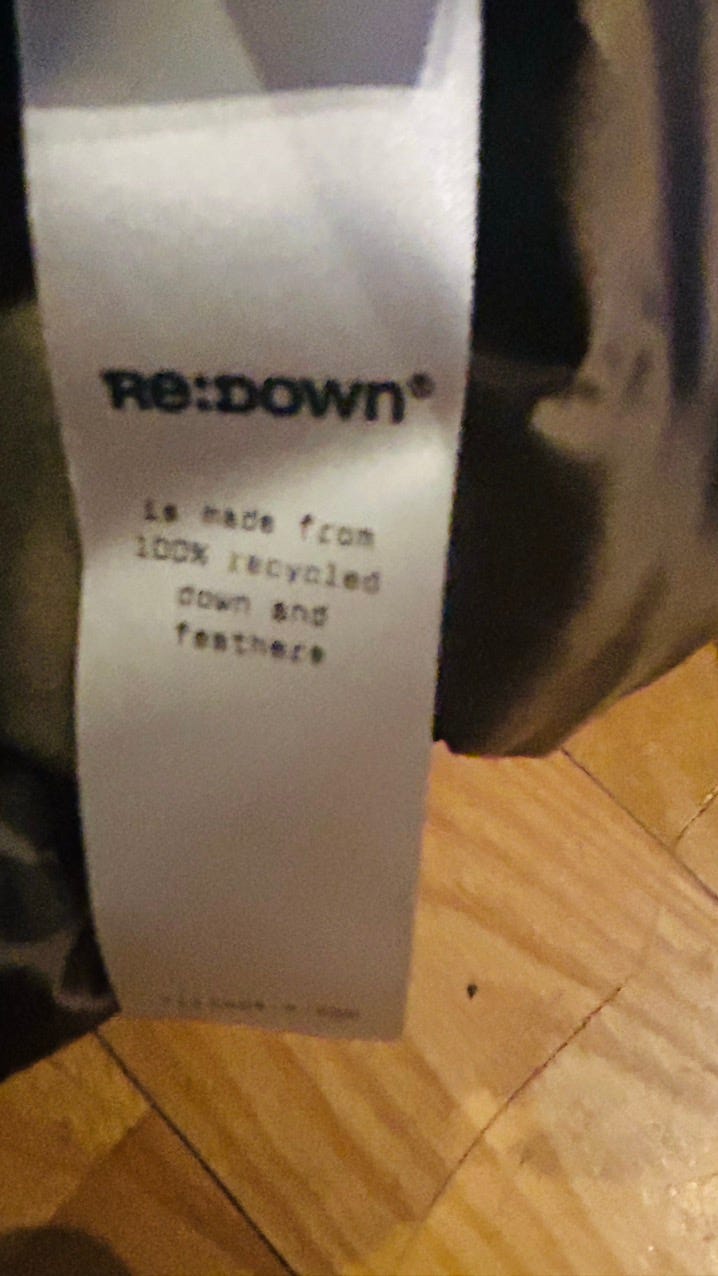 Re:Down®
is made from
100% recycled
down and
feathers